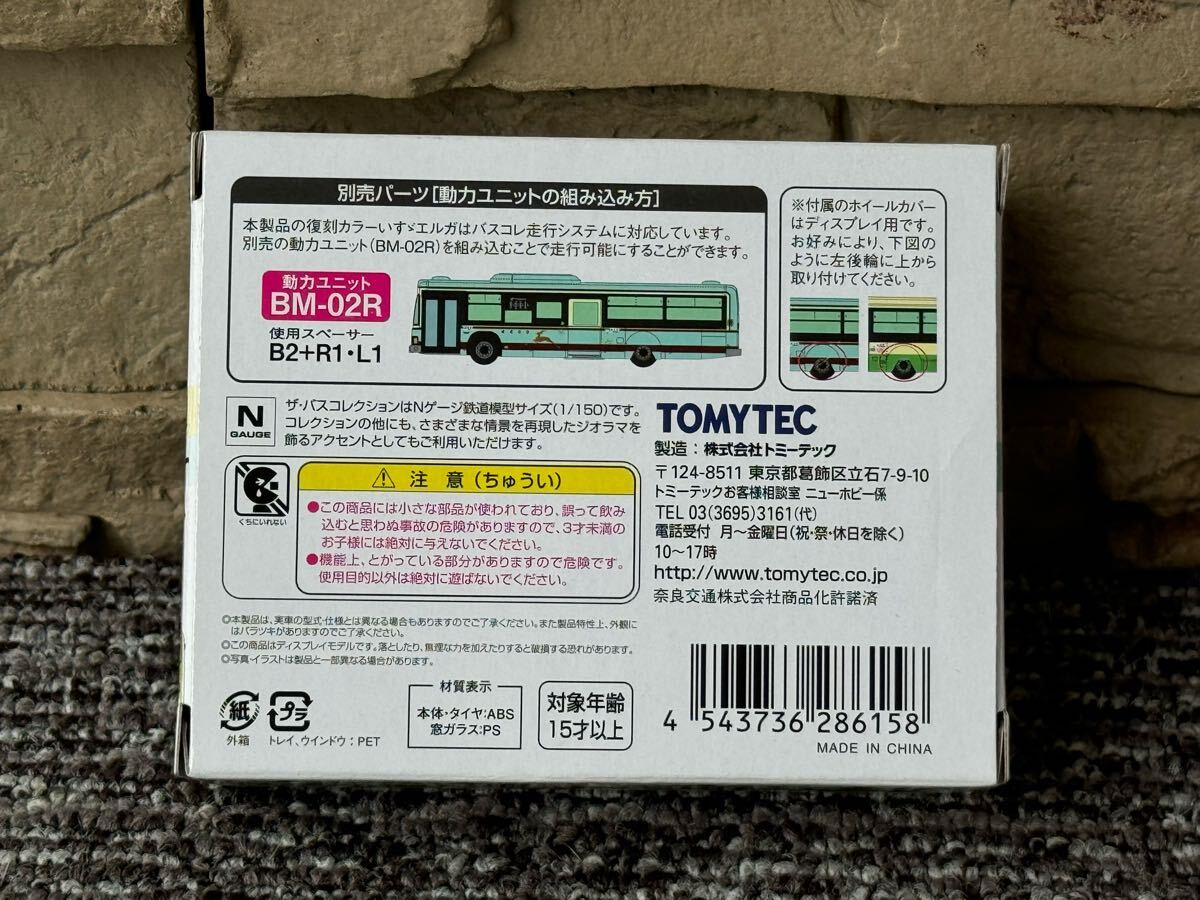 別売パーツ[動力ユニットの組み込み方]
本製品の復刻カラーいすゞエルガはバスコレ走行システムに対応しています。
別売の動力ユニット(BM-02R)を組み込むことで走行可能にすることができます。
動力ユニット
BM-02R
使用スペーサー
B2+R1・L1
※付属のホイールカバー
はディスプレイ用です。
お好みにより、下図の
ように左後輪に上から
取り付けてください。
N
GAUGE
ザ・バスコレクションはNゲージ鉄道模型サイズ(1/150)です。
コレクションの他にも、さまざまな情景を再現したジオラマを
飾るアクセントとしてもご利用いただけます。
くちにいれない
注 意 (ちゅうい)
●この商品には小さな部品が使われており、誤って飲み
込むと思わぬ事故の危険がありますので、3才未満の
お子様には絶対に与えないでください。
●機能上、とがっている部分がありますので危険です。
使用目的以外は絶対に遊ばないでください。
TOMYTEC
製造：株式会社トミーテック
〒124-8511 東京都葛飾区立石7-9-10
トミーテックお客様相談室 ニューホビー係
TEL 03(3695)3161(代)
電話受付 月～金曜日(祝・祭・休日を除く)
10～17時
http://www.tomytec.co.jp
奈良交通株式会社商品化許諾済
◎本製品は、実車の型式・仕様とは異なる場合もありますのでご了承ください。また製品特性上、外観に
はバラツキがありますのでご了承ください。
◎この商品はディスプレイモデルです。落としたり、無理な力を加えたりすると破損する恐れがあります。
◎写真・イラストは製品と一部異なる場合があります。
紙
外箱
プラ
トレイ、ウインドウ：PET
材質表示
本体・タイヤ:ABS
窓ガラス:PS
対象年齢
15才以上
4 543736 286158
MADE IN CHINA